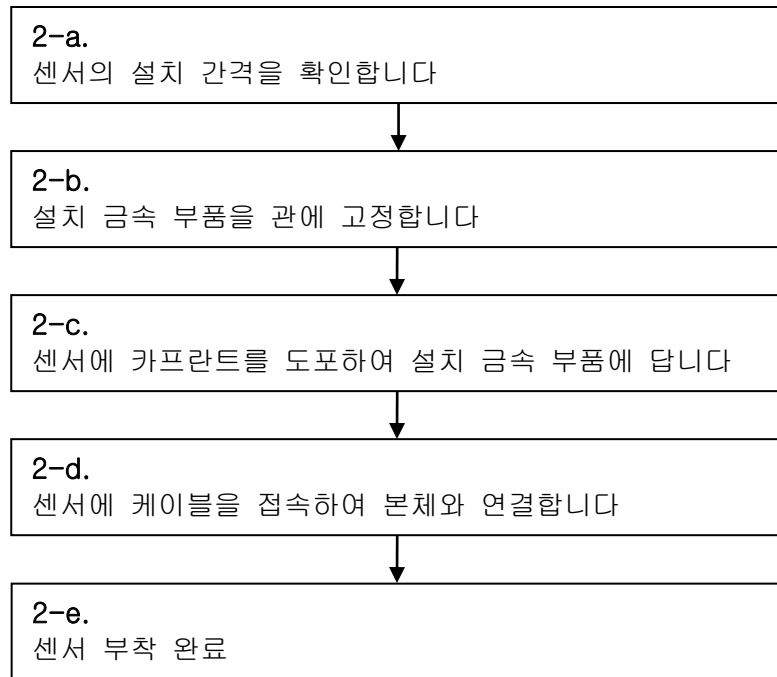 2-a.
센서의 설치 간격을 확인합니다
2-b.
설치 금속 부품을 관에 고정합니다
2-c.
센서에 카프란트를 도포하여 설치 금속 부품에 답니다
2-d.
센서에 케이블을 접속하여 본체와 연결합니다
2-e.
센서 부착 완료